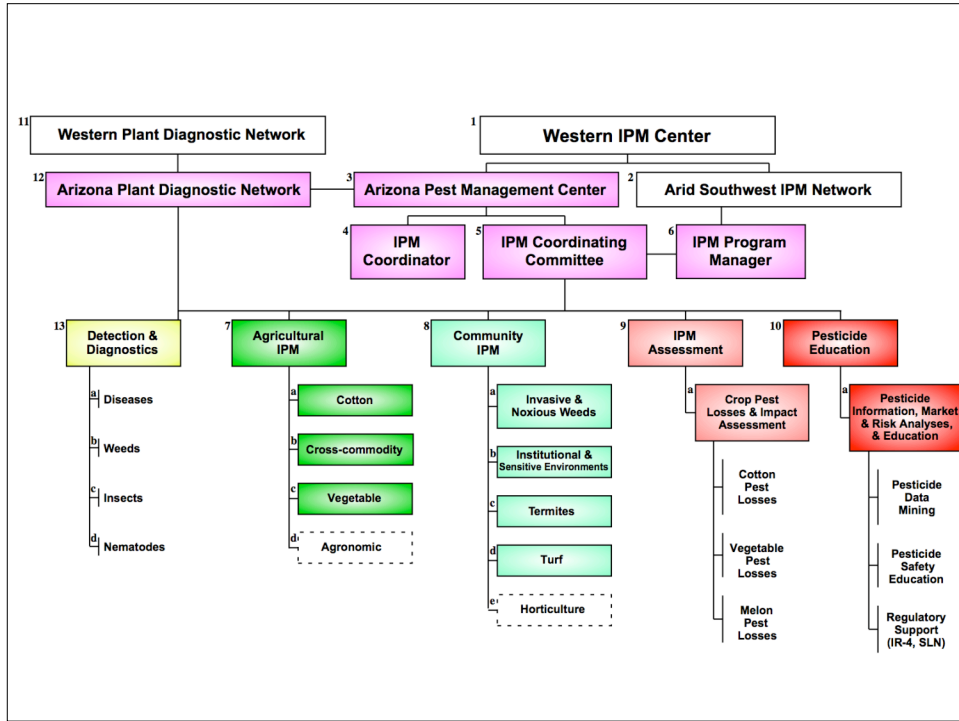 11
Western Plant Diagnostic Network
1
Western IPM Center
12
Arizona Plant Diagnostic Network
3
Arizona Pest Management Center
2
Arid Southwest IPM Network
4
IPM
Coordinator
5
IPM Coordinating
Committee
6
IPM Program
Manager
13
Detection &
Diagnostics
a
Diseases
b
Weeds
c
Insects
d
Nematodes
7
Agricultural
IPM
a
Cotton
b
Cross-commodity
c
Vegetable
d
Agronomic
8
Community
IPM
a
Invasive &
Noxious Weeds
b
Institutional &
Sensitive Environments
c
Termites
d
Turf
e
Horticulture
9
IPM
Assessment
a
Crop Pest
Losses & Impact
Assessment
Cotton
Pest
Losses
Vegetable
Pest
Losses
Melon
Pest
Losses
10
Pesticide
Education
a
Pesticide
Information, Market
& Risk Analyses,
& Education
Pesticide
Data
Mining
Pesticide
Safety
Education
Regulatory
Support
(IR-4, SLN)